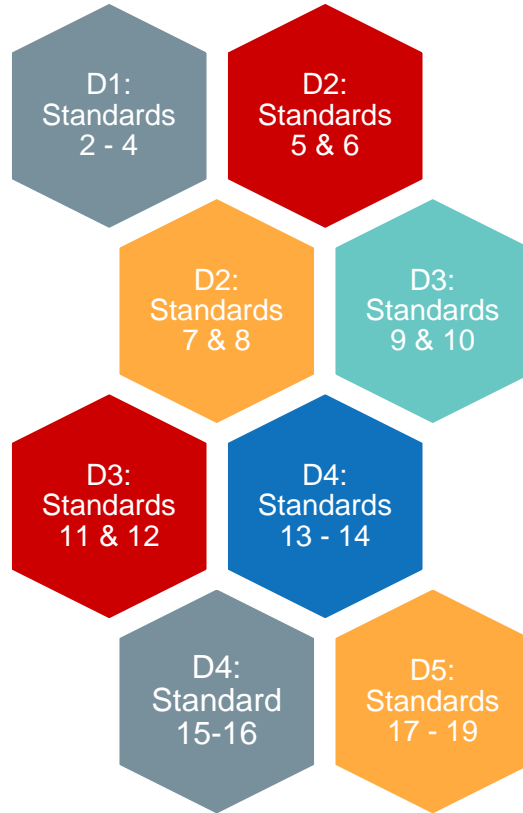 D1:
Standards
2 - 4
D2:
Standards
5 & 6
D2:
Standards
7 & 8
D3:
Standards
9 & 10
D3:
Standards
11 & 12
D4:
Standards
13 - 14
D4:
Standard
15-16
D5:
Standards
17 - 19